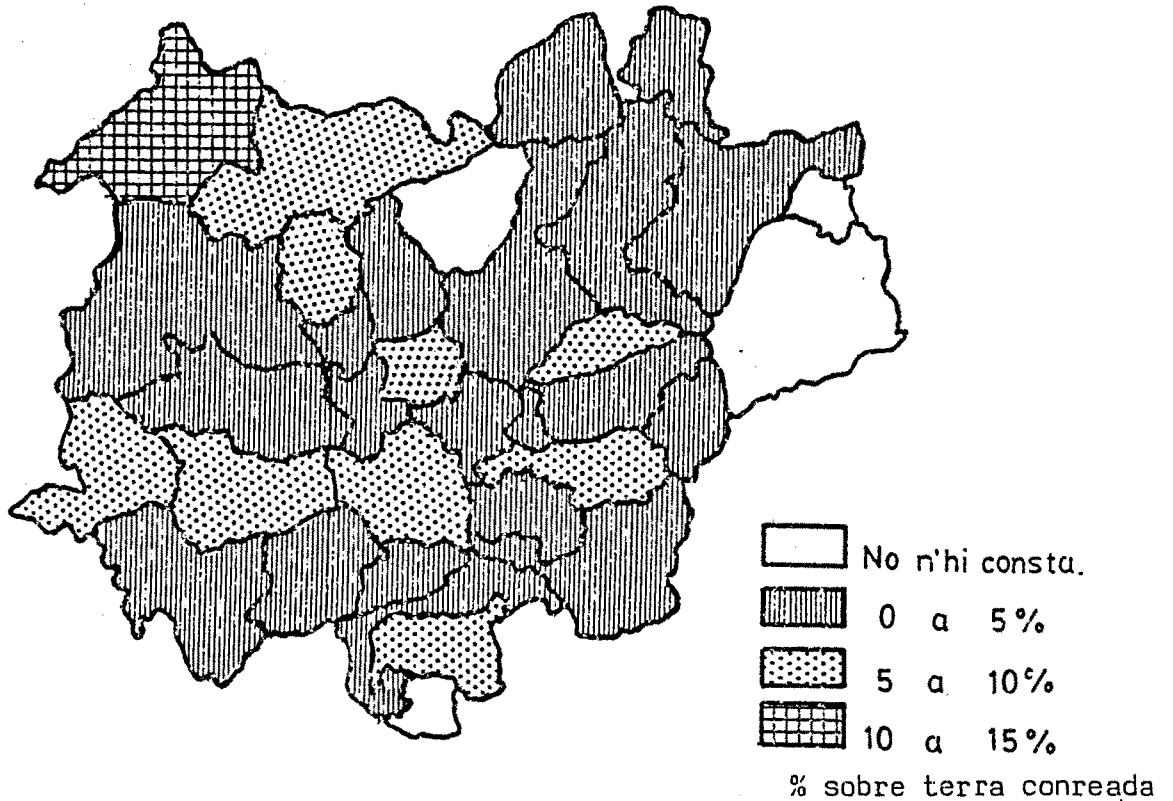 No n'hi consta.
0 a 5%
5 a 10%
10 a 15%
% sobre terra conreada